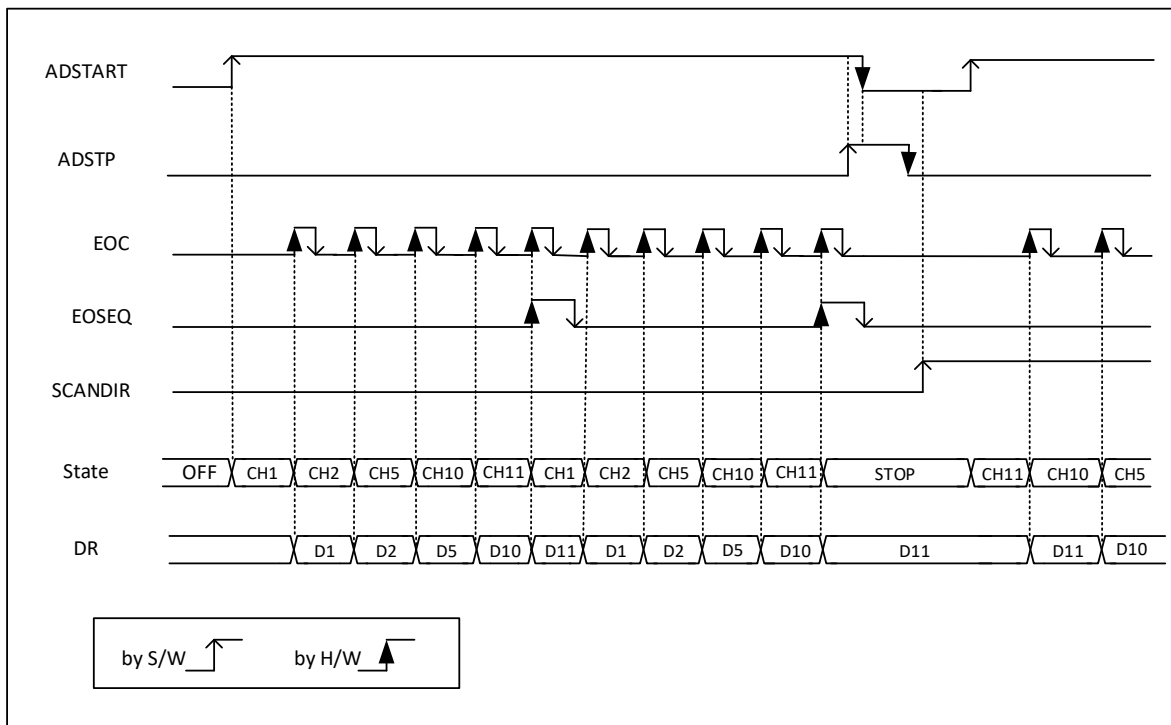 ADSTART
ADSTP
EOC
EOSEQ
SCANDIR
State OFF CH1 CH2 CH5 CH10 CH11 CH1 CH2 CH5 CH10 CH11 STOP CH11 CH10 CH5
DR D1 D2 D5 D10 D11 D1 D2 D5 D10 D11 D11 D10
by S/W by H/W